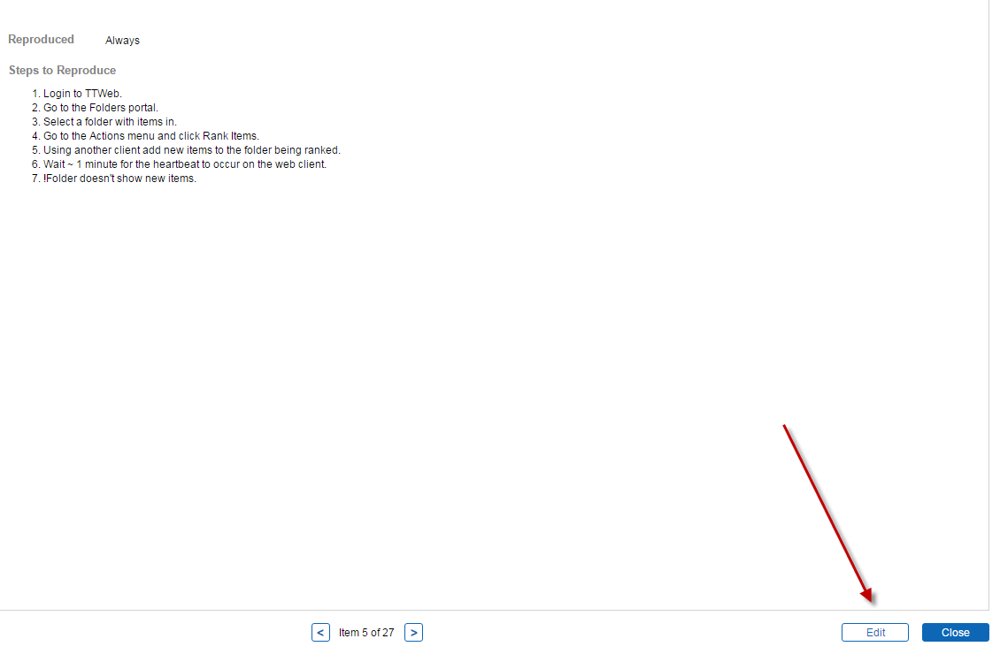 Reproduced Always
Steps to Reproduce
1. Login to TTWeb.
2. Go to the Folders portal.
3. Select a folder with items in.
4. Go to the Actions menu and click Rank Items.
5. Using another client add new items to the folder being ranked.
6. Wait ~ 1 minute for the heartbeat to occur on the web client.
7. !Folder doesn't show new items.
< Item 5 of 27 > Edit Close